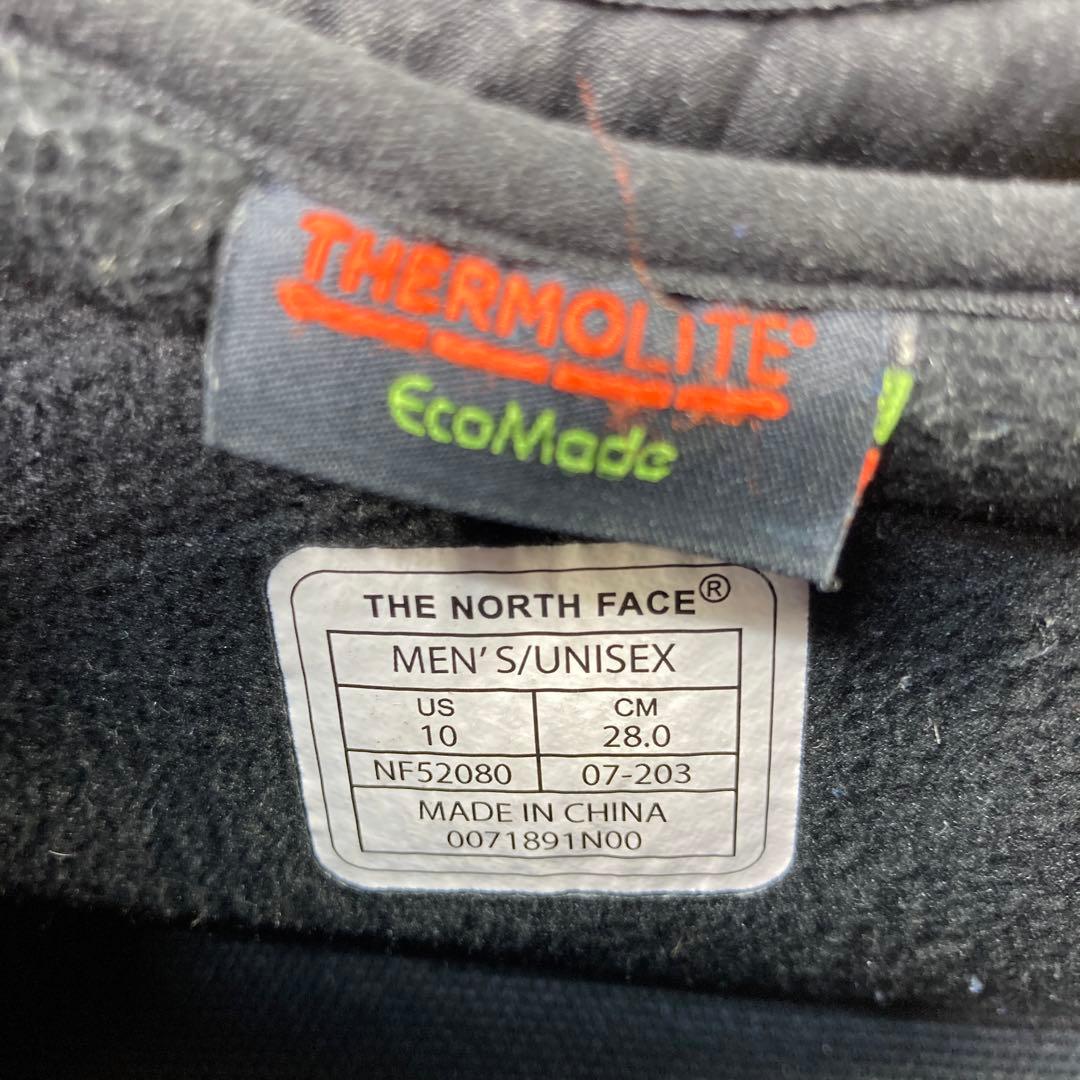 THERMOLITE®
EcoMade
THE NORTH FACE®
MEN'S/UNISEX
US CM
10 28.0
NF52080 07-203
MADE IN CHINA
0071891N00